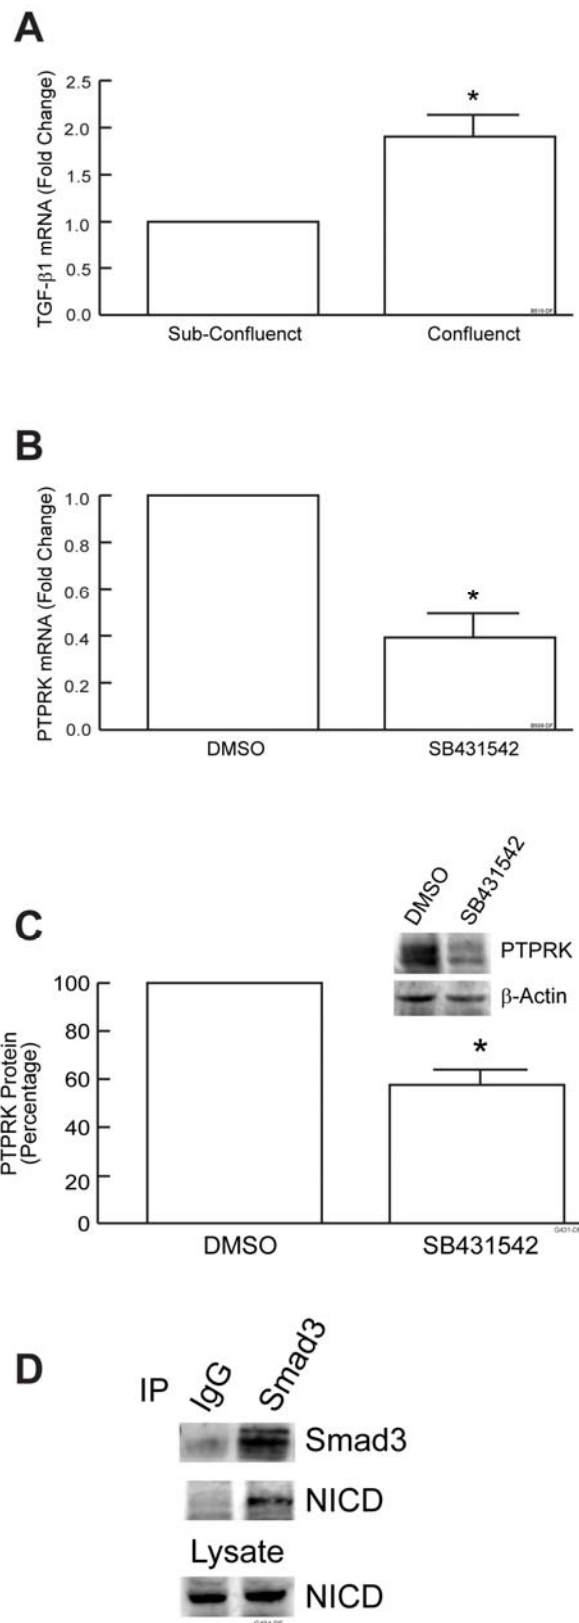 A
TGF-β1 mRNA (Fold Change)
2.5
2.0
1.5
1.0
0.5
0.0
*
Sub-Confluenct
Confluenct
B
PTPRK mRNA (Fold Change)
1.0
0.8
0.6
0.4
0.2
0.0
*
DMSO
SB431542
C
DMSO
SB431542
PTPRK
β-Actin
PTPRK Protein
(Percentage)
100
80
60
40
20
0
*
DMSO
SB431542
D
IP
IgG
Smad3
Smad3
NICD
Lysate
NICD